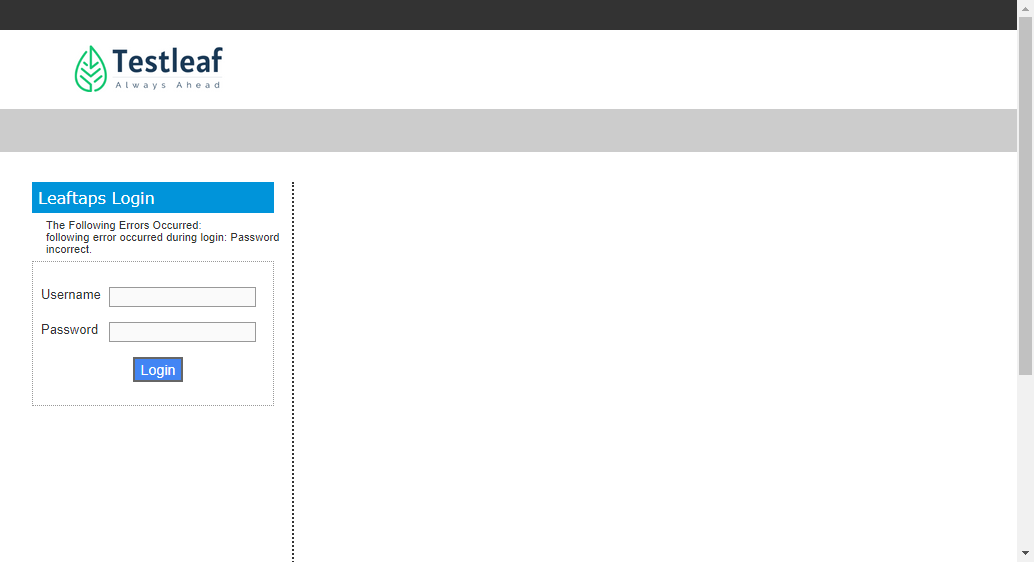 Testleaf
Always Ahead
Leaftaps Login
The Following Errors Occurred:
following error occurred during login: Password
incorrect.
Username
Password
Login